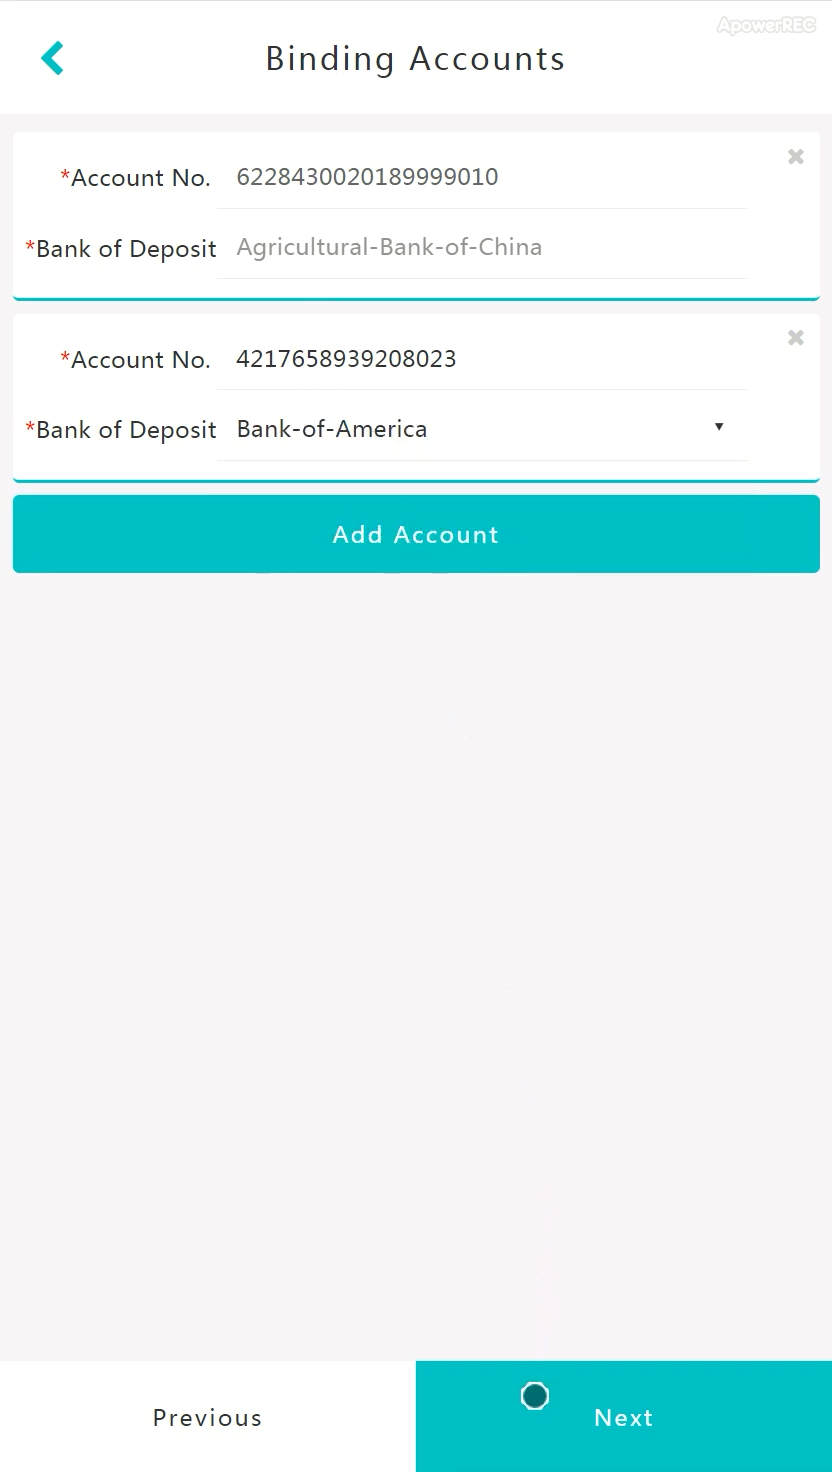 ApowerREC
Binding Accounts
*Account No. 6228430020189999010
*Bank of Deposit Agricultural-Bank-of-China
*Account No. 4217658939208023
*Bank of Deposit Bank-of-America
Add Account
Previous Next